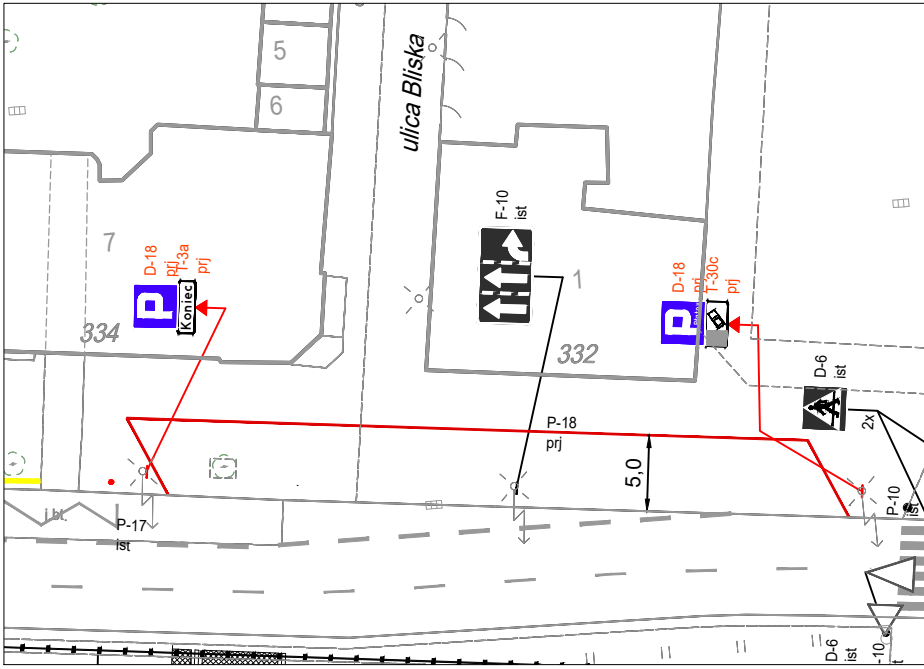 5
6
ulica Bliska
7
D-18
prj
T-3a
prj
P
Koniec
334
F-10
ist
1
332
D-18
prj
T-30c
prj
P
D-6
ist
2x
P-18
prj
5,0
P-10
ist
P-17
ist
D-6
ist